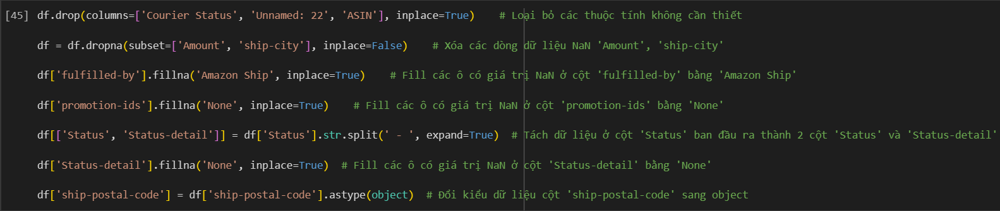 [45] df.drop(columns=['Courier Status', 'Unnamed: 22', 'ASIN'], inplace=True)    # Loại bỏ các thuộc tính không cần thiết
df = df.dropna(subset=['Amount', 'ship-city'], inplace=False)    # Xóa các dòng dữ liệu NaN 'Amount', 'ship-city'
df['fulfilled-by'].fillna('Amazon Ship', inplace=True)    # Fill các ô có giá trị NaN ở cột 'fulfilled-by' bằng 'Amazon Ship'
df['promotion-ids'].fillna('None', inplace=True)    # Fill các ô có giá trị NaN ở cột 'promotion-ids' bằng 'None'
df[['Status', 'Status-detail']] = df['Status'].str.split(' - ', expand=True)  # Tách dữ liệu ở cột 'Status' ban đầu ra thành 2 cột 'Status' và 'Status-detail'
df['Status-detail'].fillna('None', inplace=True)  # Fill các ô có giá trị NaN ở cột 'Status-detail' bằng 'None'
df['ship-postal-code'] = df['ship-postal-code'].astype(object)  # Đổi kiểu dữ liệu cột 'ship-postal-code' sang object